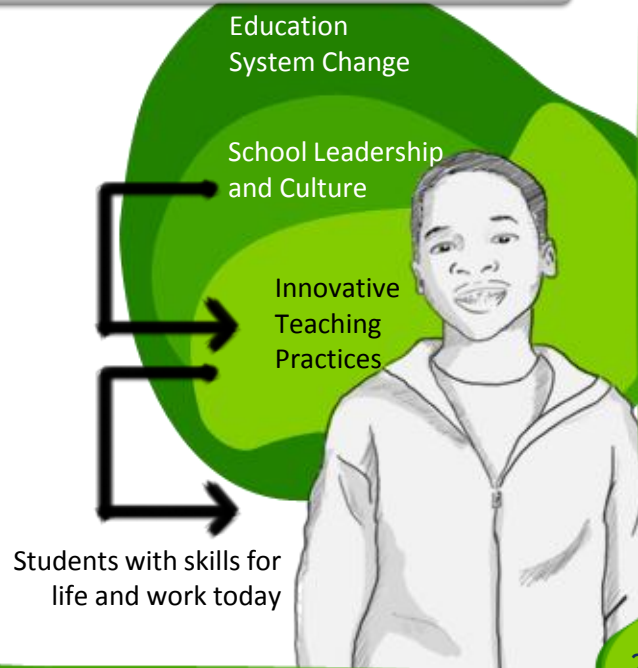 Education
System Change
School Leadership
and Culture
Innovative
Teaching
Practices
Students with skills for
life and work today